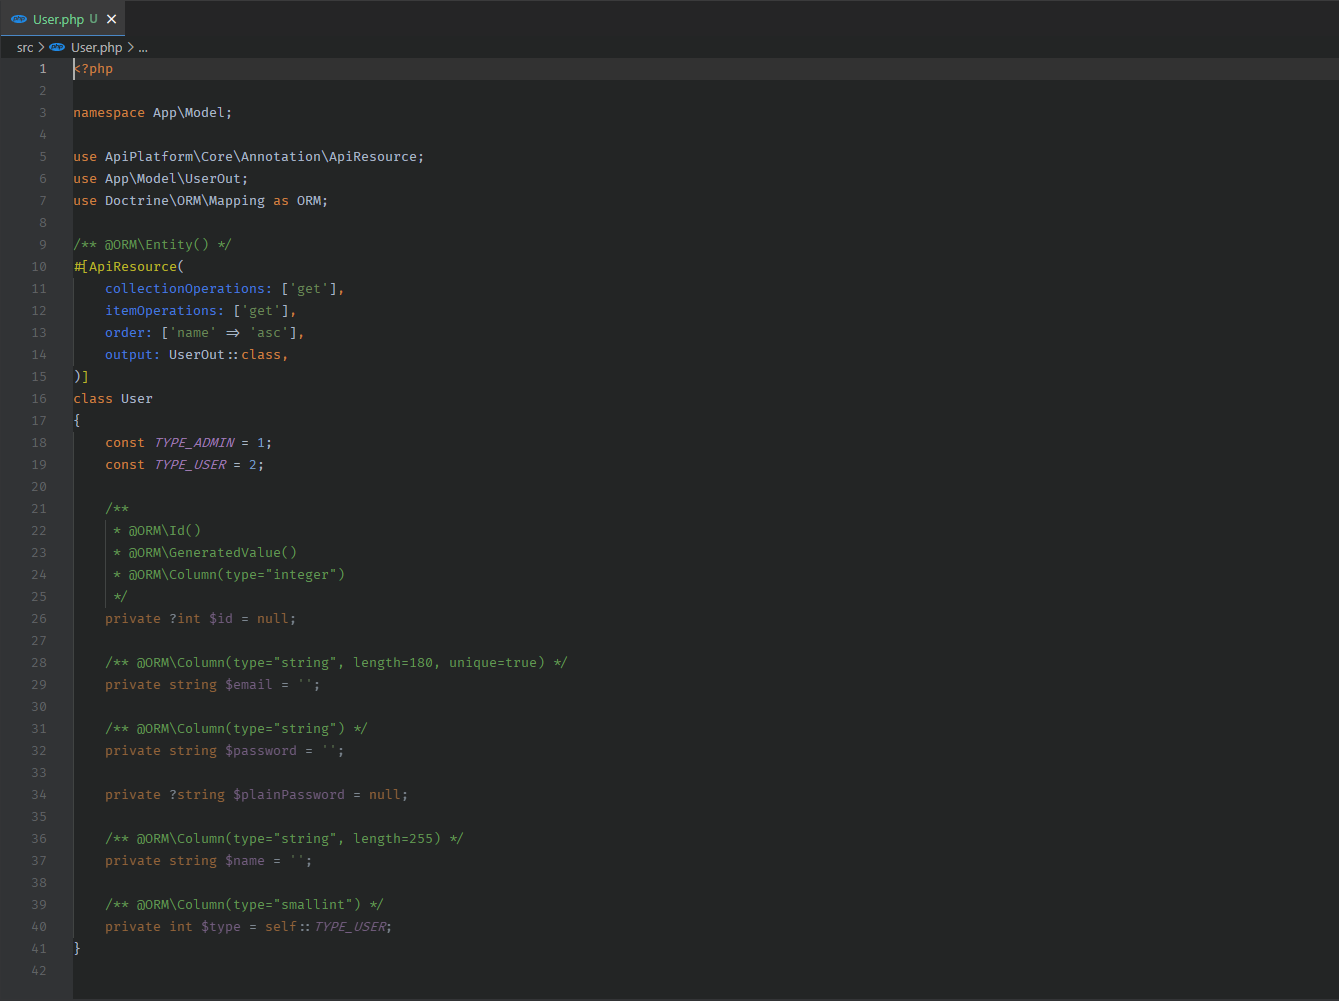 php User.php U ×
src > php User.php > ...
1 <?php
2
3 namespace App\Model;
4
5 use ApiPlatform\Core\Annotation\ApiResource;
6 use App\Model\UserOut;
7 use Doctrine\ORM\Mapping as ORM;
8
9 /** @ORM\Entity() */
10 #[ApiResource(
11     collectionOperations: ['get'],
12     itemOperations: ['get'],
13     order: ['name' => 'asc'],
14     output: UserOut::class,
15 )]
16 class User
17 {
18     const TYPE_ADMIN = 1;
19     const TYPE_USER = 2;
20
21     /**
22      * @ORM\Id()
23      * @ORM\GeneratedValue()
24      * @ORM\Column(type="integer")
25      */
26     private ?int $id = null;
27
28     /** @ORM\Column(type="string", length=180, unique=true) */
29     private string $email = '';
30
31     /** @ORM\Column(type="string") */
32     private string $password = '';
33
34     private ?string $plainPassword = null;
35
36     /** @ORM\Column(type="string", length=255) */
37     private string $name = '';
38
39     /** @ORM\Column(type="smallint") */
40     private int $type = self::TYPE_USER;
41 }
42